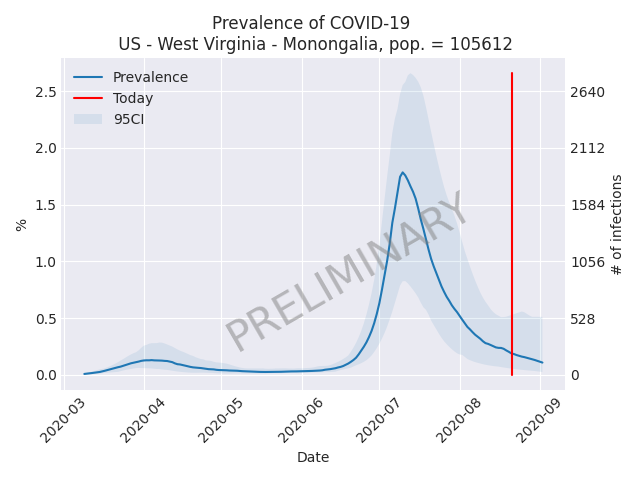 Prevalence of COVID-19
US - West Virginia - Monongalia, pop. = 105612
Prevalence
Today
95CI
2.5
2.0
1.5
1.0
0.5
0.0
%
2640
2112
1584
1056
528
0
# of infections
PRELIMINARY
2020-03
2020-04
2020-05
2020-06
2020-07
2020-08
2020-09
Date